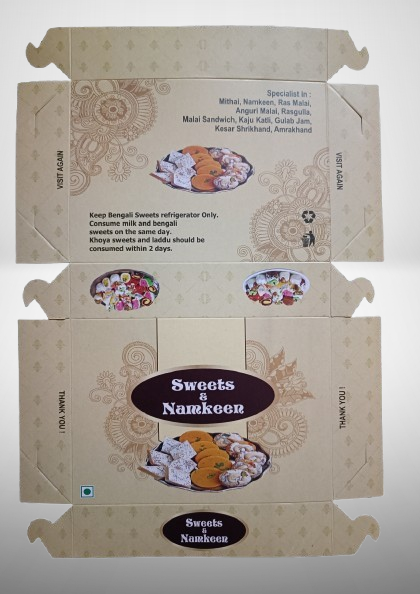 Specialist In :
Mithai, Namkeen, Ras Malai,
Anguri Malai, Rasgulla,
Malai Sandwich, Kaju Katli, Gulab Jam,
Kesar Shrikhand, Amrakhand
VISIT AGAIN
VISIT AGAIN
Keep Bengali Sweets refrigerator Only.
Consume milk and bengali
sweets on the same day.
Khoya sweets and laddu should be
consumed within 2 days.
Sweets
&
Namkeen
THANK YOU !
THANK YOU !
Sweets
&
Namkeen